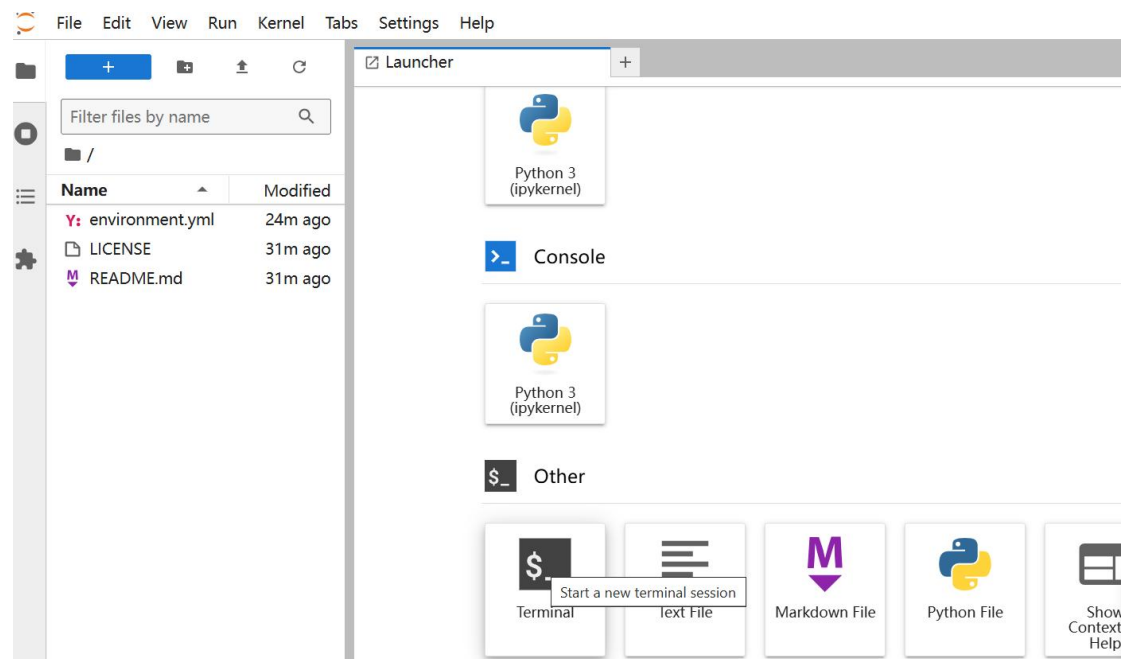 File Edit View Run Kernel Tabs Settings Help
+
Launcher
+
Filter files by name
/
Name Modified
Y: environment.yml 24m ago
LICENSE 31m ago
M README.md 31m ago
Python 3
(ipykernel)
>_ Console
Python 3
(ipykernel)
$_ Other
$_
Start a new terminal session
Terminal
Text File
M
Markdown File
Python File
Show
Context
Help